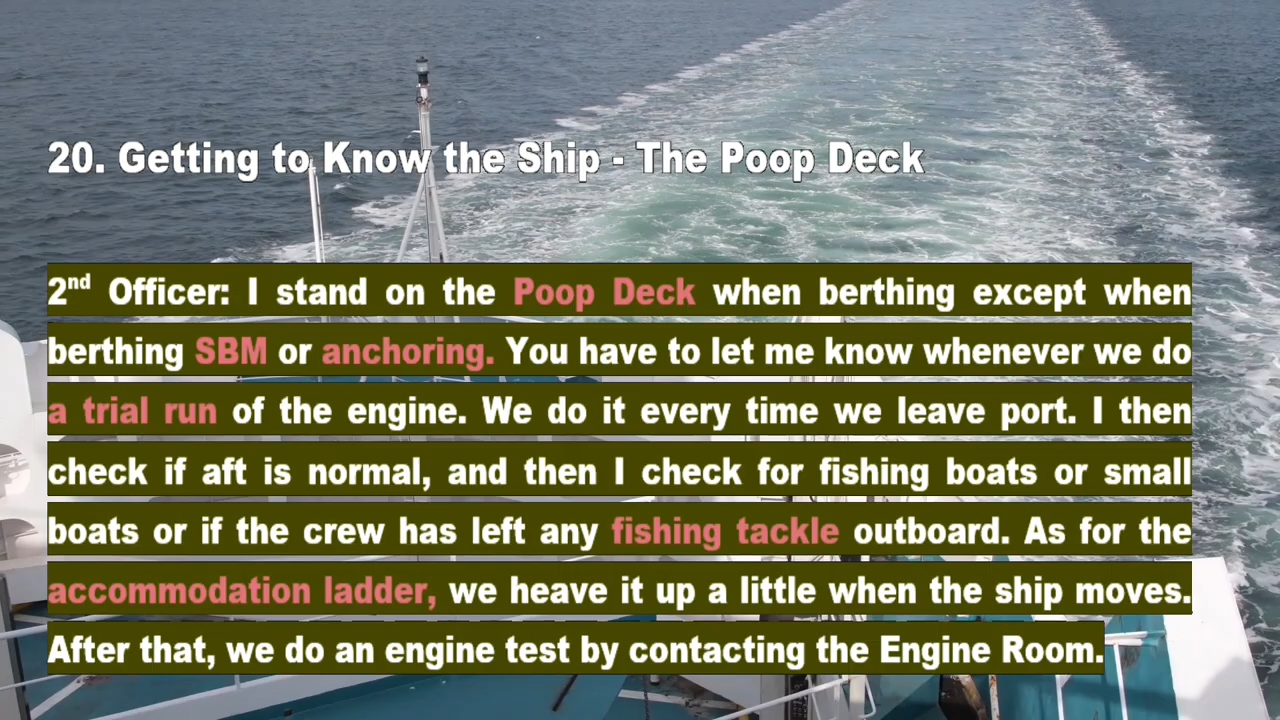 20. Getting to Know the Ship - The Poop Deck
2nd Officer: I stand on the Poop Deck when berthing except when
berthing SBM or anchoring. You have to let me know whenever we do
a trial run of the engine. We do it every time we leave port. I then
check if aft is normal, and then I check for fishing boats or small
boats or if the crew has left any fishing tackle outboard. As for the
accommodation ladder, we heave it up a little when the ship moves.
After that, we do an engine test by contacting the Engine Room.